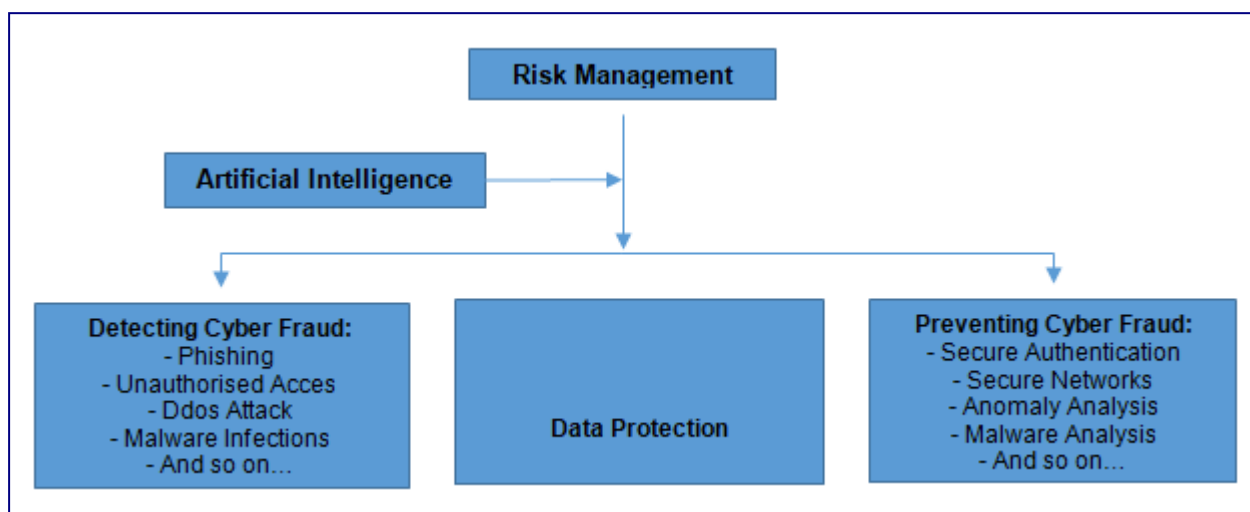 Risk Management
Artificial Intelligence
Detecting Cyber Fraud:
- Phishing
- Unauthorised Acces
- Ddos Attack
- Malware Infections
- And so on…
Data Protection
Preventing Cyber Fraud:
- Secure Authentication
- Secure Networks
- Anomaly Analysis
- Malware Analysis
- And so on…